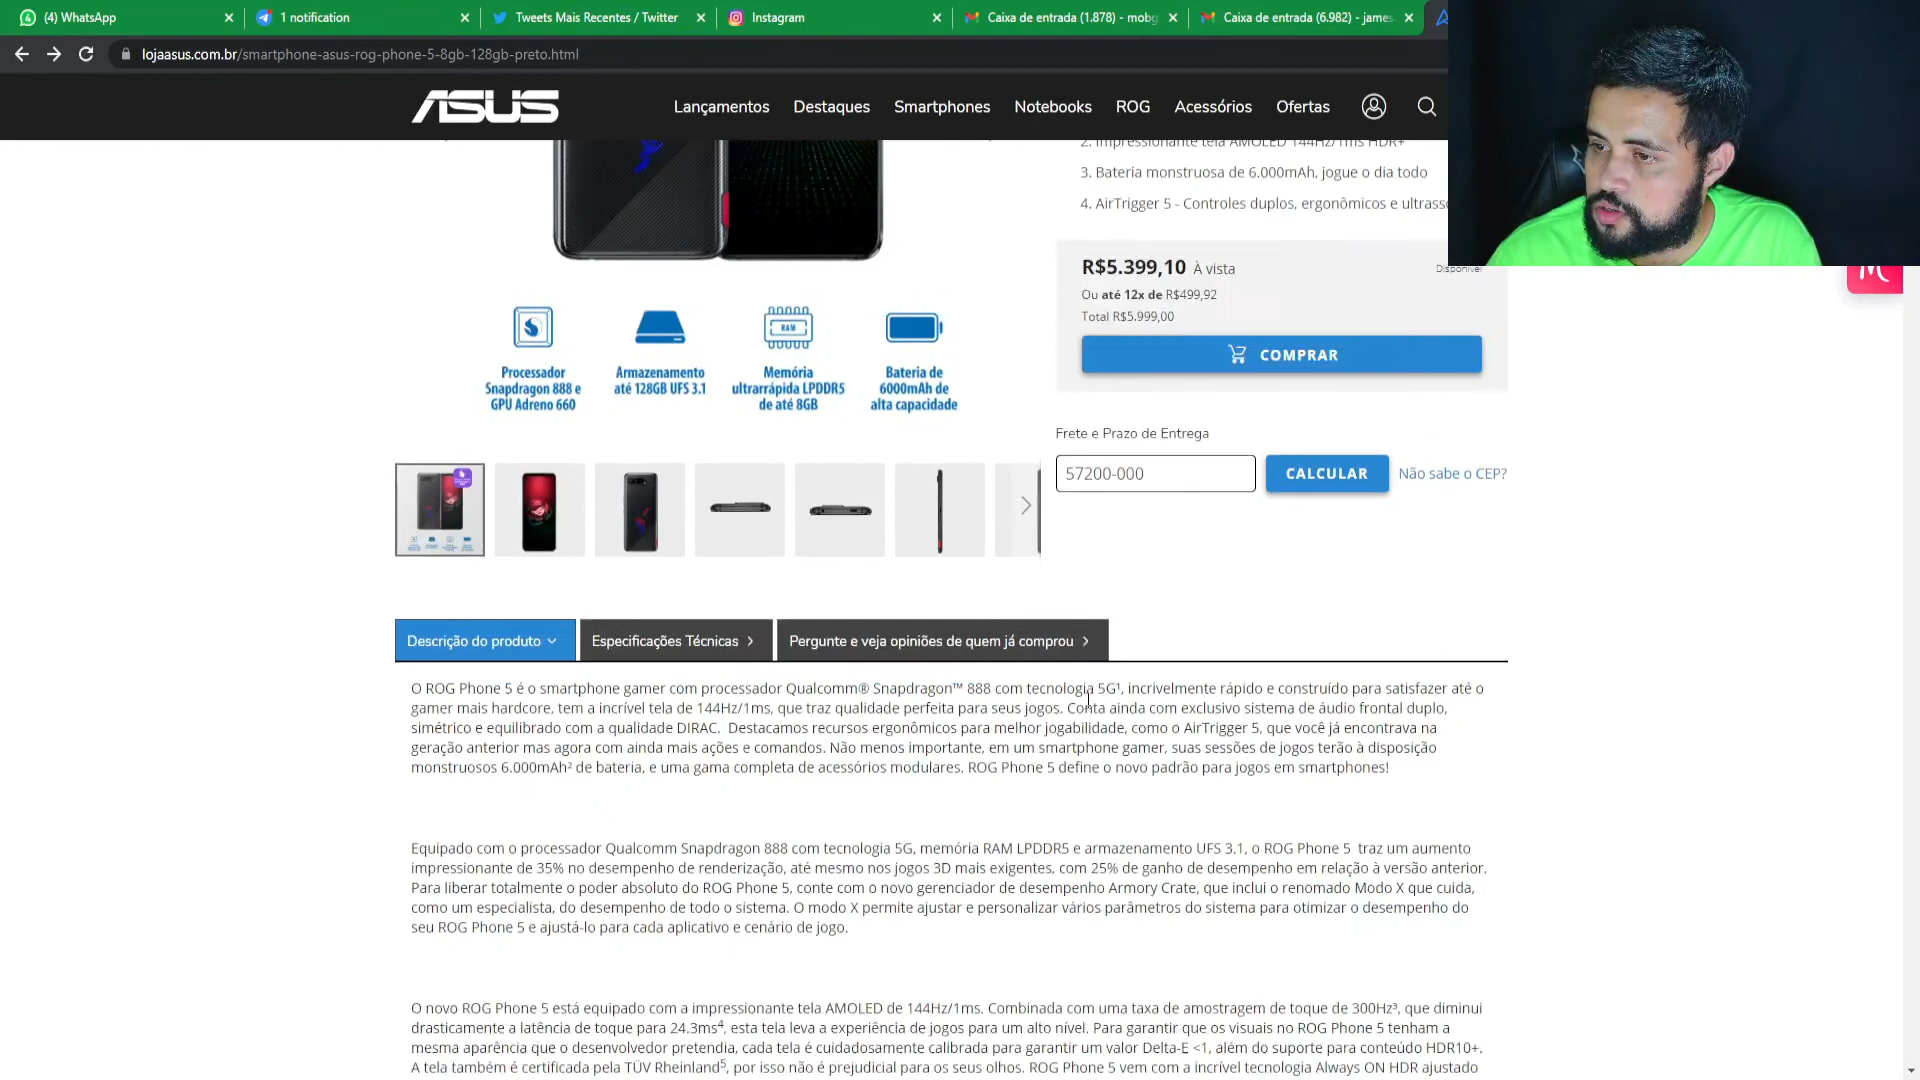 (4) WhatsApp
1 notification
Tweets Mais Recentes / Twitter
Instagram
Caixa de entrada (1.878) - mobg
Caixa de entrada (6.982) - james
lojaasus.com.br/smartphone-asus-rog-phone-5-8gb-128gb-preto.html
ASUS
Lançamentos
Destaques
Smartphones
Notebooks
ROG
Acessórios
Ofertas
2. Impressionante tela AMOLED 144Hz/1ms HDR+
3. Bateria monstruosa de 6.000mAh, jogue o dia todo
4. AirTrigger 5 - Controles duplos, ergonômicos e ultrasso
R$5.399,10 À vista
Disponível
Ou até 12x de R$499,92
Total R$5.999,00
COMPRAR
Processador
Snapdragon 888 e
GPU Adreno 660
Armazenamento
até 128GB UFS 3.1
RAM
Memória
ultrarrápida LPDDR5
de até 8GB
Bateria de
6000mAh de
alta capacidade
Frete e Prazo de Entrega
57200-000
CALCULAR
Não sabe o CEP?
Descrição do produto
Especificações Técnicas
Pergunte e veja opiniões de quem já comprou
O ROG Phone 5 é o smartphone gamer com processador Qualcomm® Snapdragon™ 888 com tecnologia 5G¹, incrivelmente rápido e construído para satisfazer até o
gamer mais hardcore, tem a incrível tela de 144Hz/1ms, que traz qualidade perfeita para seus jogos. Conta ainda com exclusivo sistema de áudio frontal duplo,
simétrico e equilibrado com a qualidade DIRAC. Destacamos recursos ergonômicos para melhor jogabilidade, como o AirTrigger 5, que você já encontrava na
geração anterior mas agora com ainda mais ações e comandos. Não menos importante, em um smartphone gamer, suas sessões de jogos terão à disposição
monstruosos 6.000mAh² de bateria, e uma gama completa de acessórios modulares. ROG Phone 5 define o novo padrão para jogos em smartphones!
Equipado com o processador Qualcomm Snapdragon 888 com tecnologia 5G, memória RAM LPDDR5 e armazenamento UFS 3.1, o ROG Phone 5 traz um aumento
impressionante de 35% no desempenho de renderização, até mesmo nos jogos 3D mais exigentes, com 25% de ganho de desempenho em relação à versão anterior.
Para liberar totalmente o poder absoluto do ROG Phone 5, conte com o novo gerenciador de desempenho Armory Crate, que inclui o renomado Modo X que cuida,
como um especialista, do desempenho de todo o sistema. O modo X permite ajustar e personalizar vários parâmetros do sistema para otimizar o desempenho do
seu ROG Phone 5 e ajustá-lo para cada aplicativo e cenário de jogo.
O novo ROG Phone 5 está equipado com a impressionante tela AMOLED de 144Hz/1ms. Combinada com uma taxa de amostragem de toque de 300Hz³, que diminui
drasticamente a latência de toque para 24.3ms⁴, esta tela leva a experiência de jogos para um alto nível. Para garantir que os visuais no ROG Phone 5 tenham a
mesma aparência que o desenvolvedor pretendia, cada tela é cuidadosamente calibrada para garantir um valor Delta-E <1, além do suporte para conteúdo HDR10+.
A tela também é certificada pela TÜV Rheinland⁵, por isso não é prejudicial para os seus olhos. ROG Phone 5 vem com a incrível tecnologia Always ON HDR ajustado